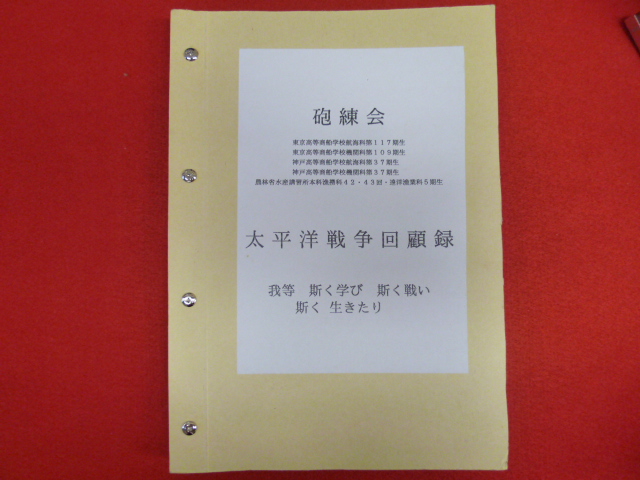 砲練会
東京高等商船学校航海科第１１７期生
東京高等商船学校機関科第１０９期生
神戸高等商船学校航海科第３７期生
神戸高等商船学校機関科第３７期生
農林省水産講習所本科漁撈科４２・４３回・遠洋漁業科５期生
太平洋戦争回顧録
我等　斯く学び　斯く戦い
斯く 生きたり